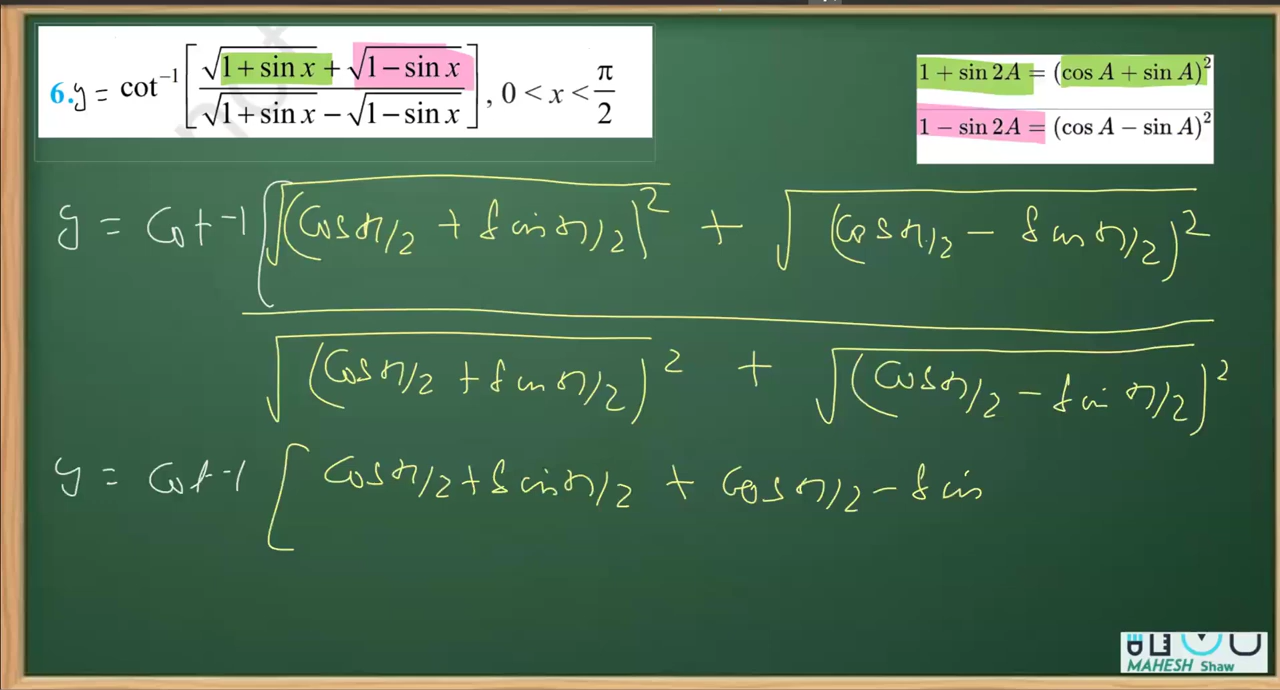 6. y = cot⁻¹ [ (√(1 + sin x) + √(1 − sin x)) / (√(1 + sin x) − √(1 − sin x)) ], 0 < x < π/2
1 + sin 2A = (cos A + sin A)²
1 − sin 2A = (cos A − sin A)²
y = Cot-1 [ √(Cos x/2 + sin x/2)² + √(Cos x/2 − sin x/2)²
√(Cos x/2 + sin x/2)² + √(Cos x/2 − sin x/2)²
y = Cot-1 [ Cos x/2 + sin x/2 + Cos x/2 − sin
MAHESH Shaw